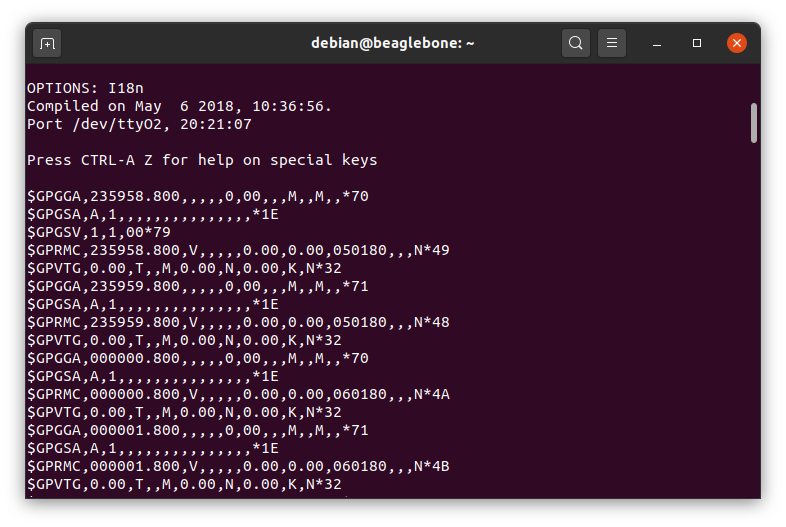 debian@beaglebone: ~
OPTIONS: I18n
Compiled on May  6 2018, 10:36:56.
Port /dev/ttyO2, 20:21:07
Press CTRL-A Z for help on special keys
$GPGGA,235958.800,,,,,0,00,,,M,,M,,*70
$GPGSA,A,1,,,,,,,,,,,,,,,*1E
$GPGSV,1,1,00*79
$GPRMC,235958.800,V,,,,,0.00,0.00,050180,,,N*49
$GPVTG,0.00,T,,M,0.00,N,0.00,K,N*32
$GPGGA,235959.800,,,,,0,00,,,M,,M,,*71
$GPGSA,A,1,,,,,,,,,,,,,,,*1E
$GPRMC,235959.800,V,,,,,0.00,0.00,050180,,,N*48
$GPVTG,0.00,T,,M,0.00,N,0.00,K,N*32
$GPGGA,000000.800,,,,,0,00,,,M,,M,,*70
$GPGSA,A,1,,,,,,,,,,,,,,,*1E
$GPRMC,000000.800,V,,,,,0.00,0.00,060180,,,N*4A
$GPVTG,0.00,T,,M,0.00,N,0.00,K,N*32
$GPGGA,000001.800,,,,,0,00,,,M,,M,,*71
$GPGSA,A,1,,,,,,,,,,,,,,,*1E
$GPRMC,000001.800,V,,,,,0.00,0.00,060180,,,N*4B
$GPVTG,0.00,T,,M,0.00,N,0.00,K,N*32